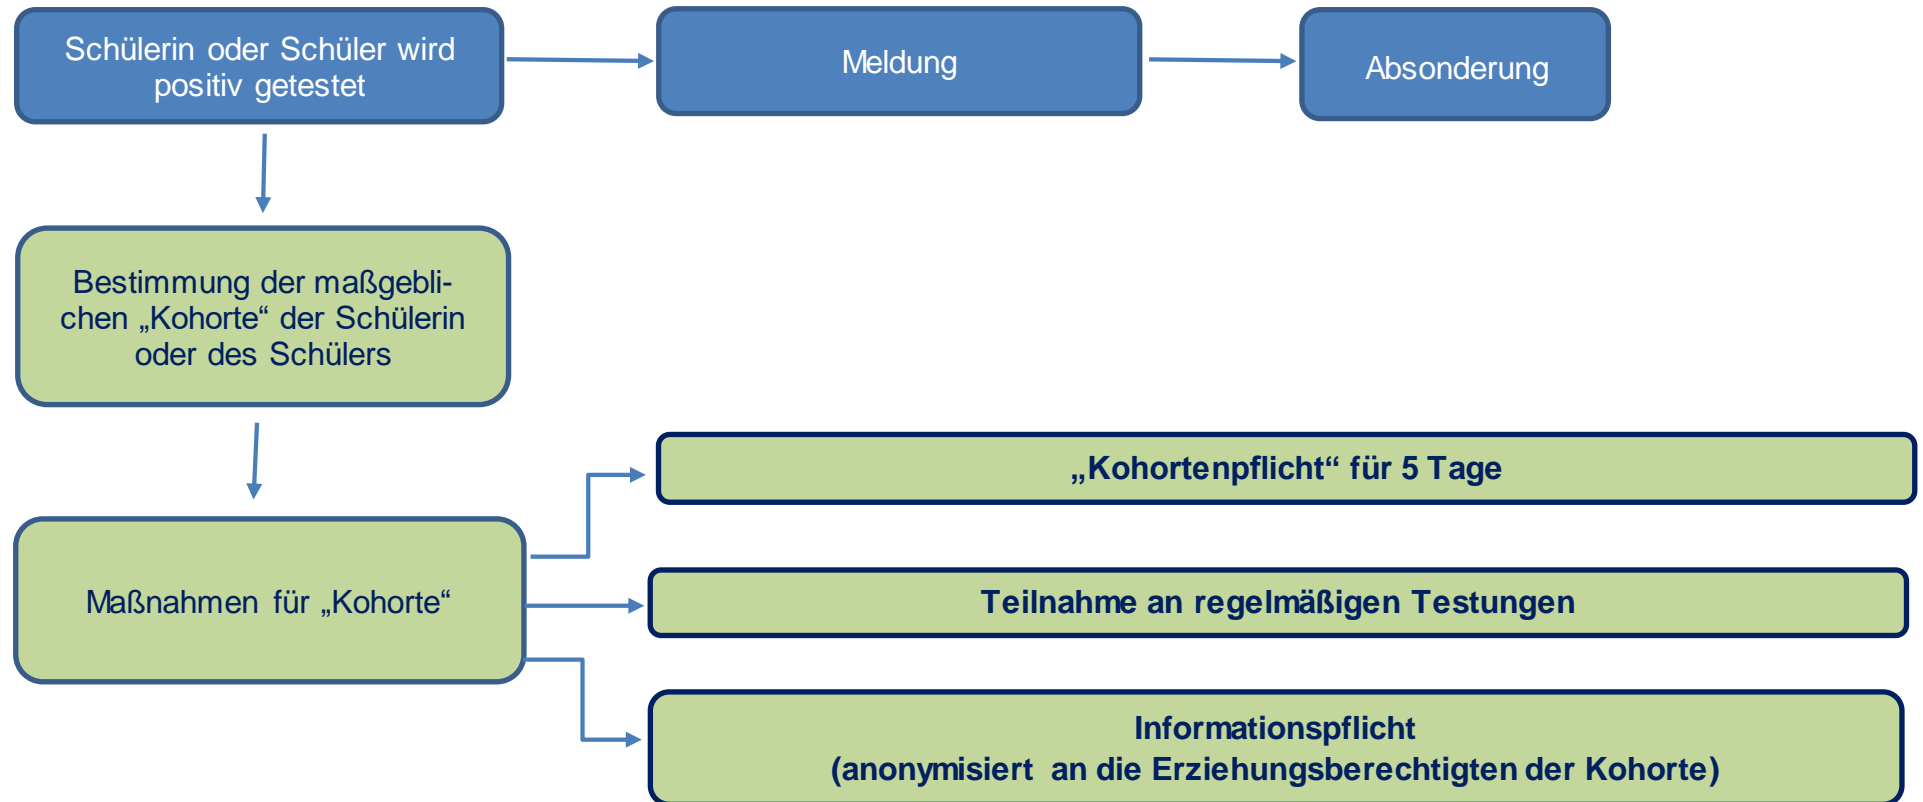 Schülerin oder Schüler wird
positiv getestet
Meldung
Absonderung
Bestimmung der maßgebli-
chen „Kohorte“ der Schülerin
oder des Schülers
Maßnahmen für „Kohorte“
„Kohortenpflicht“ für 5 Tage
Teilnahme an regelmäßigen Testungen
Informationspflicht
(anonymisiert an die Erziehungsberechtigten der Kohorte)